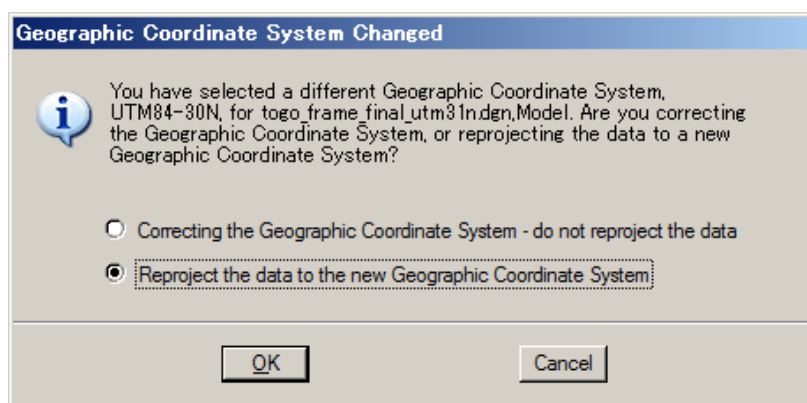 Geographic Coordinate System Changed
You have selected a different Geographic Coordinate System,
UTM84-30N, for togo_frame_final_utm31n.dgn,Model. Are you correcting
the Geographic Coordinate System, or reprojecting the data to a new
Geographic Coordinate System?
Correcting the Geographic Coordinate System - do not reproject the data
Reproject the data to the new Geographic Coordinate System
OK
Cancel